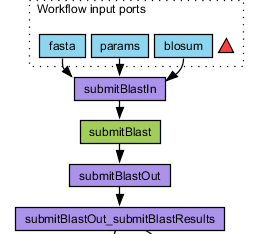 Workflow input ports
fasta params blosum
submitBlastIn
submitBlast
submitBlastOut
submitBlastOut_submitBlastResults